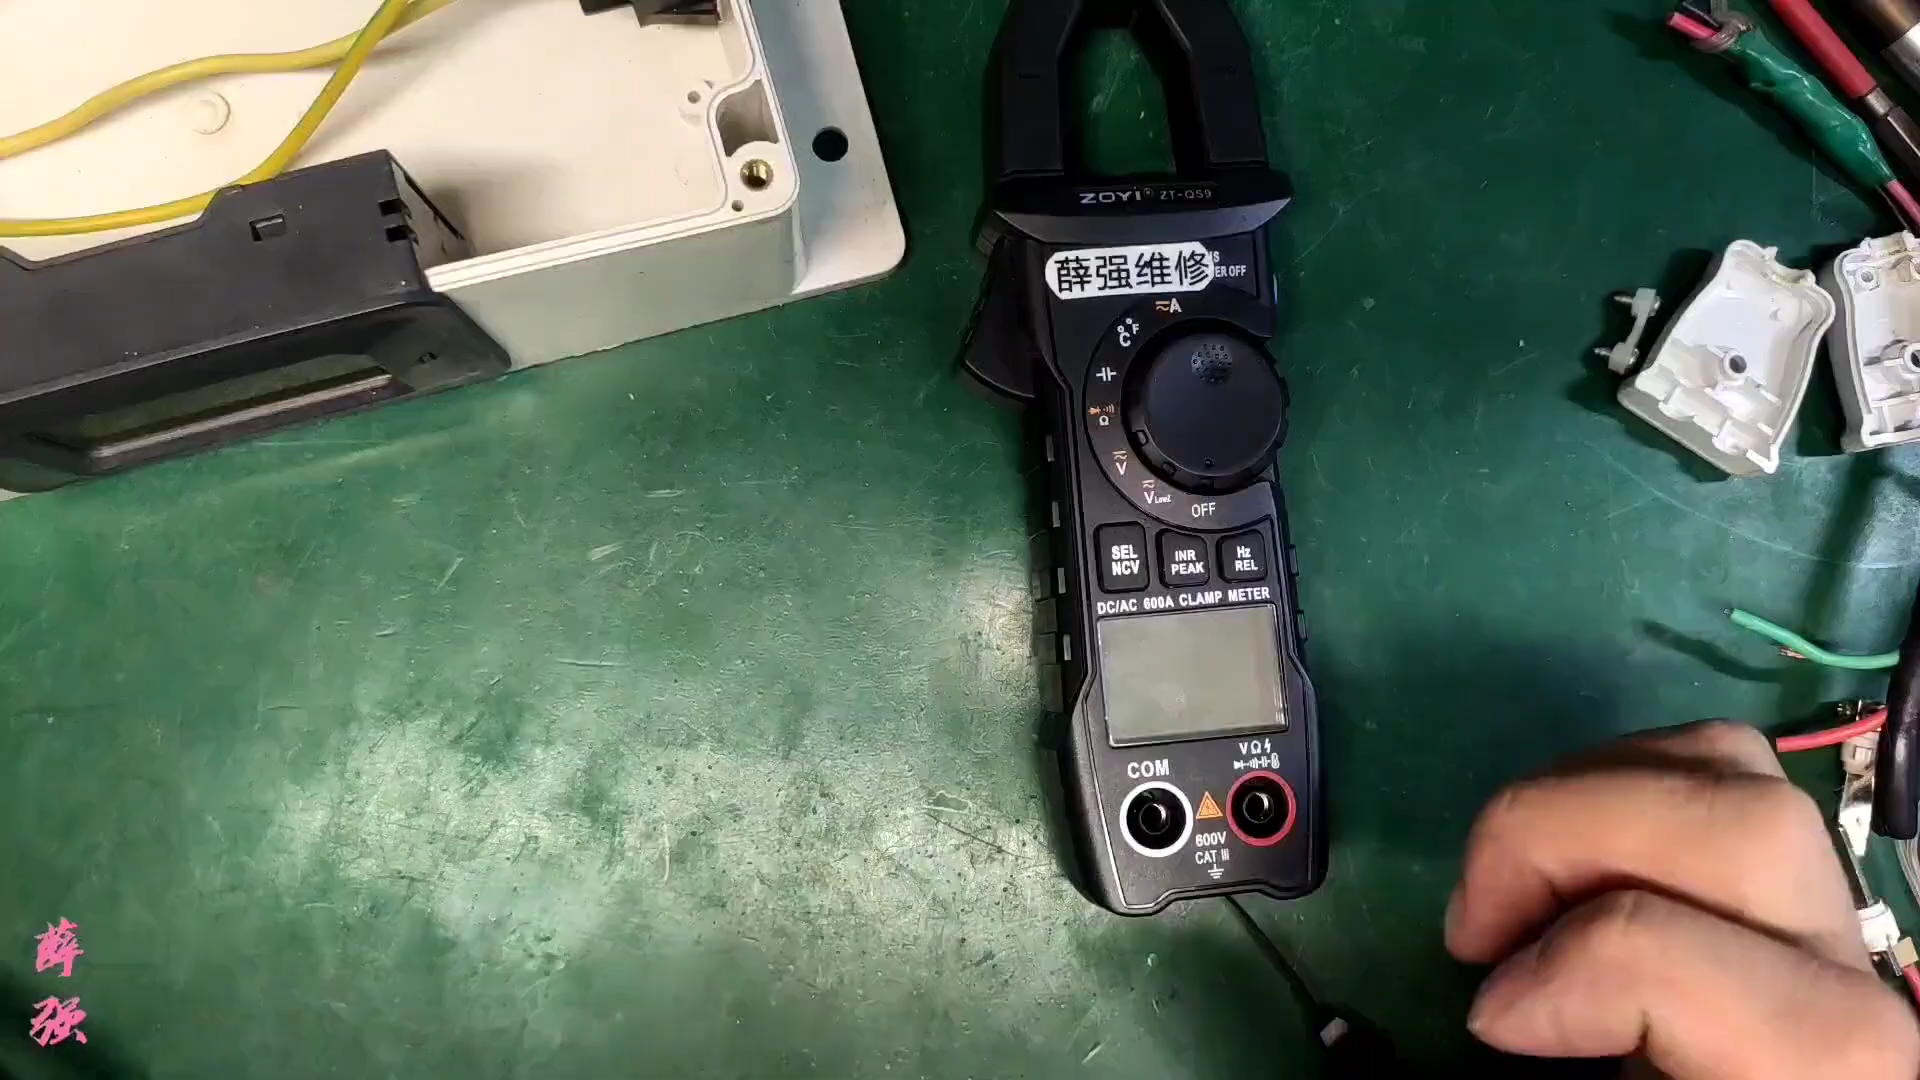 ZOYI® ZT-QS9
薛强维修
ER OFF
A
°C °F
Ω
V
V LowZ
OFF
SEL NCV
INR PEAK
Hz REL
DC/AC 600A CLAMP METER
COM
VΩ
600V
CAT III
薛强